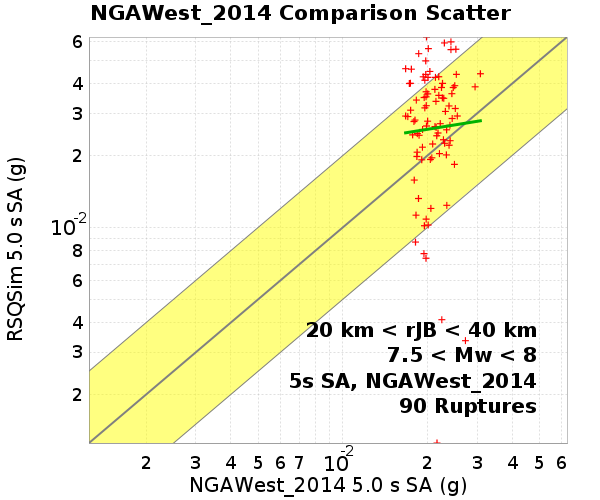 NGAWest_2014 Comparison Scatter
RSQSim 5.0 s SA (g)
6
4
3
2
10-2
8
6
4
3
2
20 km < rJB < 40 km
7.5 < Mw < 8
5s SA, NGAWest_2014
90 Ruptures
2 3 4 5 6 7 10-2 2 3 4 5 6
NGAWest_2014 5.0 s SA (g)